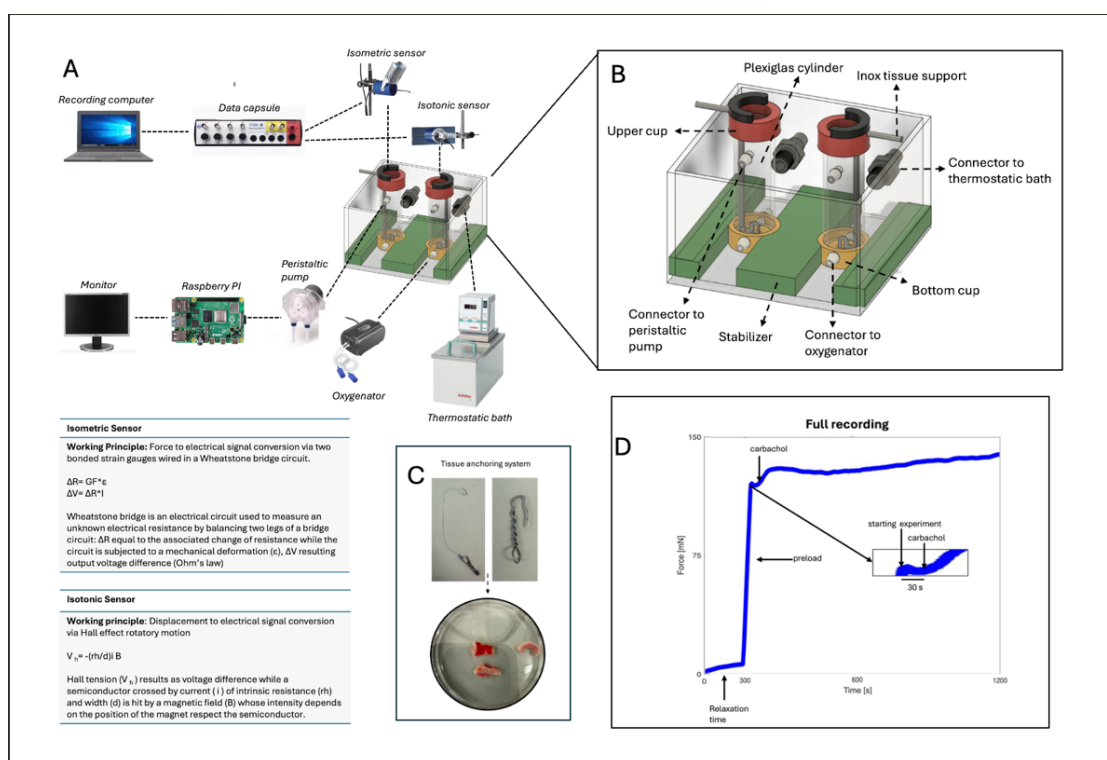 A
Isometric sensor
Recording computer
Data capsule
Isotonic sensor
Monitor
Raspberry PI
Peristaltic
pump
Oxygenator
Thermostatic bath
B
Plexiglas cylinder
Inox tissue support
Upper cup
Connector to
thermostatic bath
Bottom cup
Connector to
peristaltic
pump
Stabilizer
Connector to
oxygenator
Isometric Sensor
Working Principle: Force to electrical signal conversion via two
bonded strain gauges wired in a Wheatstone bridge circuit.
ΔR= GF*ε
ΔV= ΔR*I
Wheatstone bridge is an electrical circuit used to measure an
unknown electrical resistance by balancing two legs of a bridge
circuit: ΔR equal to the associated change of resistance while the
circuit is subjected to a mechanical deformation (ε), ΔV resulting
output voltage difference (Ohm's law)
Isotonic Sensor
Working principle: Displacement to electrical signal conversion
via Hall effect rotatory motion
V h= -(rh/d)i B
Hall tension (V h) results as voltage difference while a
semiconductor crossed by current ( i ) of intrinsic resistance (rh)
and width (d) is hit by a magnetic field (B) whose intensity depends
on the position of the magnet respect the semiconductor.
C
Tissue anchoring system
D
Full recording
150
carbachol
starting experiment
carbachol
Force [mN]
75
preload
30 s
0
0
300
600
1200
Time [s]
Relaxation
time